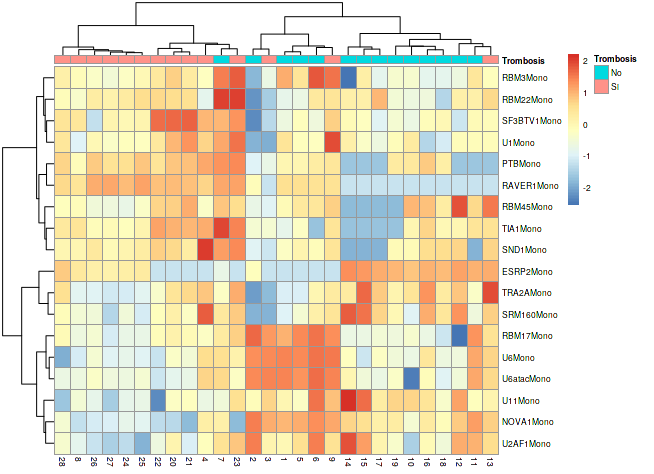 Trombosis
Trombosis
No
SI
2
1
0
-1
-2
RBM3Mono
RBM22Mono
SF3BTV1Mono
U1Mono
PTBMono
RAVER1Mono
RBM45Mono
TIA1Mono
SND1Mono
ESRP2Mono
TRA2AMono
SRM160Mono
RBM17Mono
U6Mono
U6atacMono
U11Mono
NOVA1Mono
U2AF1Mono
28 8 26 27 24 25 22 20 21 4 7 23 2 3 1 5 6 9 14 15 17 19 10 16 18 12 11 13